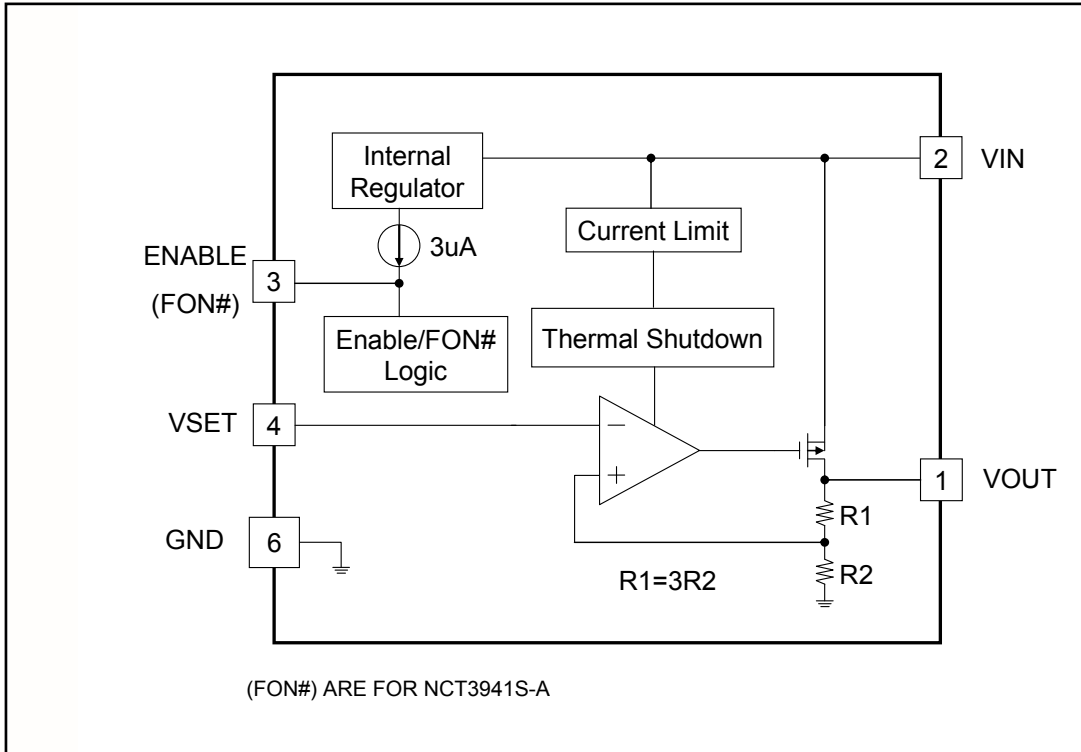 Internal
Regulator
2
VIN
3uA
Current Limit
ENABLE
(FON#)
3
Enable/FON#
Logic
Thermal Shutdown
VSET
4
−
+
1
VOUT
R1
GND
6
R1=3R2
R2
(FON#) ARE FOR NCT3941S-A